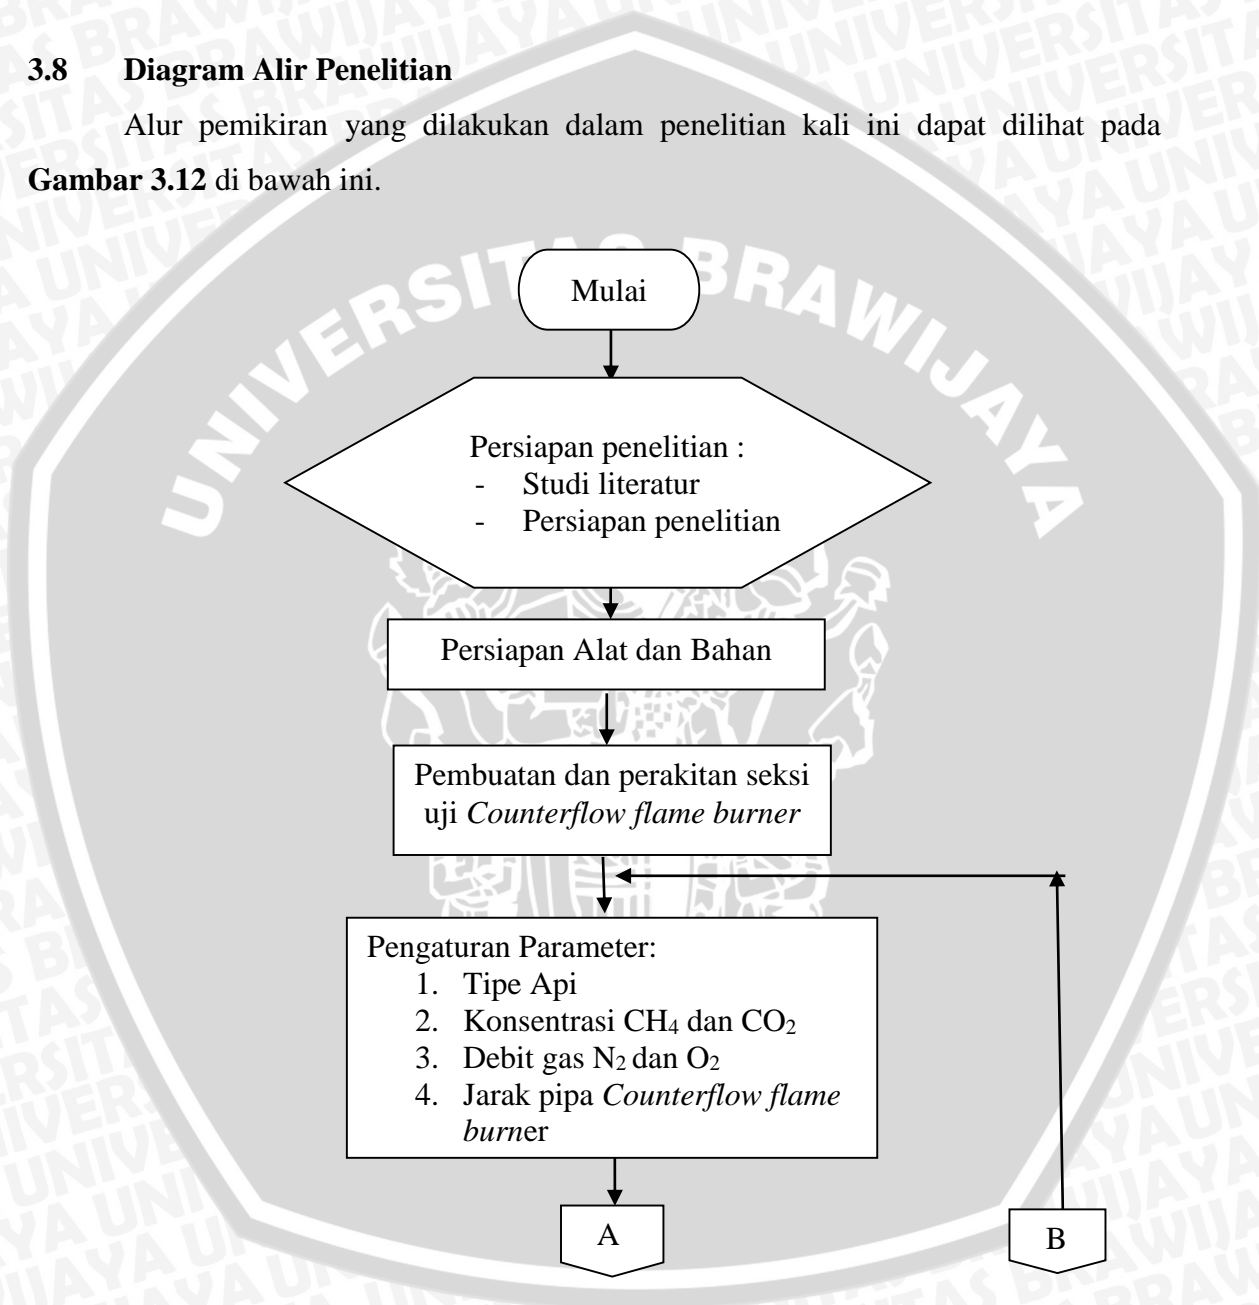 3.8 Diagram Alir Penelitian
Alur pemikiran yang dilakukan dalam penelitian kali ini dapat dilihat pada
Gambar 3.12 di bawah ini.
UNIVERSITAS BRAWIJAYA
Mulai
Persiapan penelitian :
- Studi literatur
- Persiapan penelitian
Persiapan Alat dan Bahan
Pembuatan dan perakitan seksi
uji Counterflow flame burner
Pengaturan Parameter:
1. Tipe Api
2. Konsentrasi CH₄ dan CO₂
3. Debit gas N₂ dan O₂
4. Jarak pipa Counterflow flame
burner
A
B